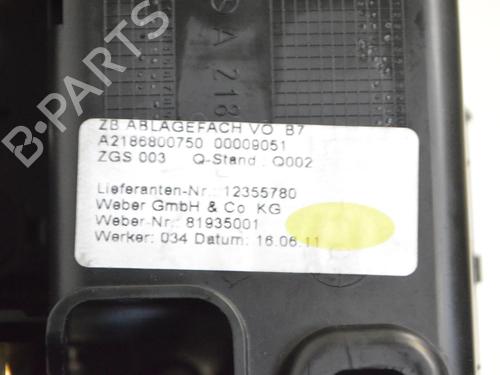 B-PARTS
A 218
ZB ABLAGEFACH VO B7
A2186800750 00009051
ZGS 003 Q-Stand : Q002
Lieferanten-Nr.: 12355780
Weber GmbH & Co KG
Weber-Nr.: 81935001
Werker: 034 Datum: 16.06.11